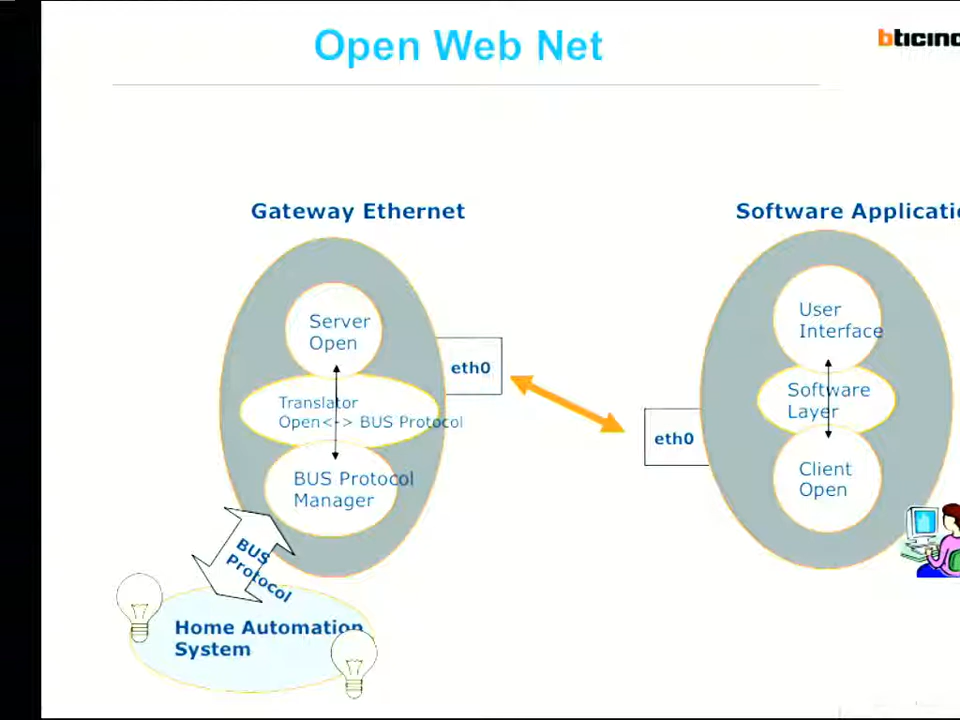 Open Web Net
bticino
Gateway Ethernet
Software Applicati
Server
Open
eth0
Translator
Open<-> BUS Protocol
BUS Protocol
Manager
BUS
Protocol
Home Automation
System
User
Interface
Software
Layer
eth0
Client
Open